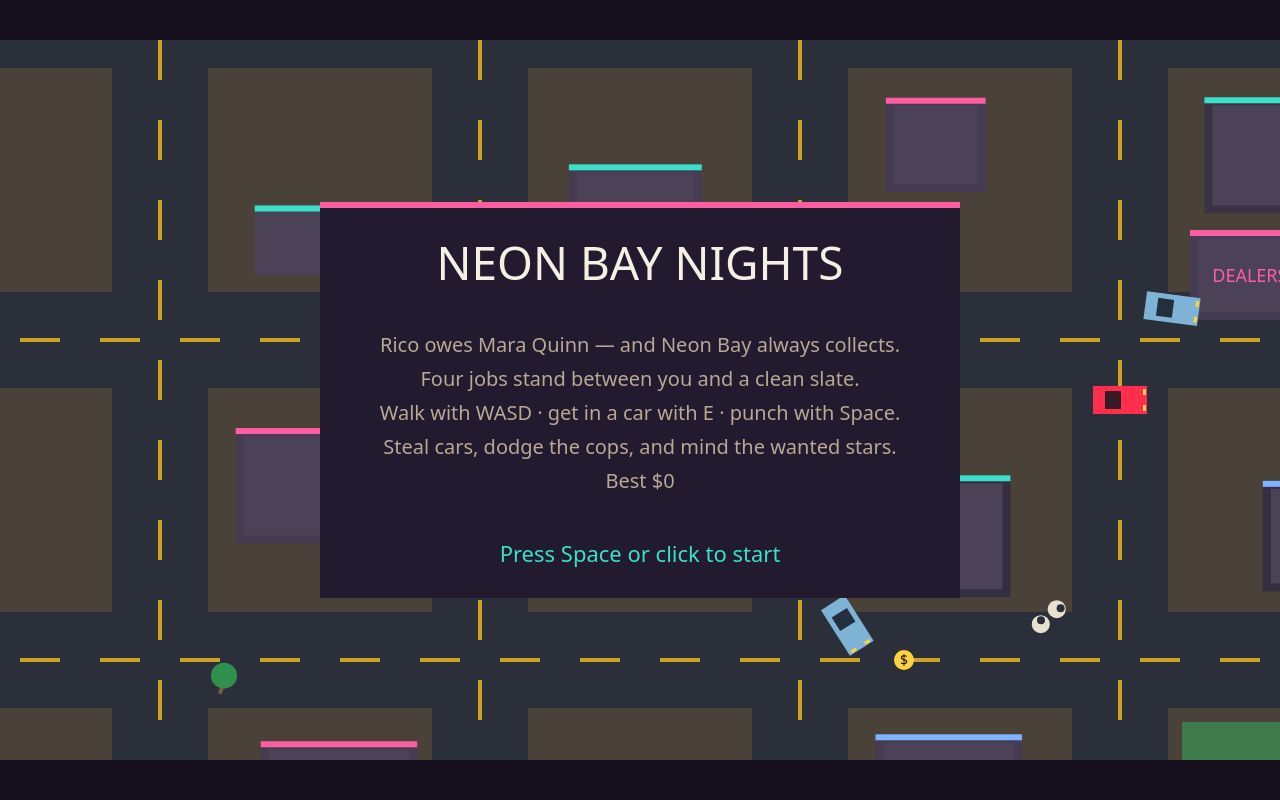 NEON BAY NIGHTS
DEALERS
Rico owes Mara Quinn — and Neon Bay always collects.
Four jobs stand between you and a clean slate.
Walk with WASD · get in a car with E · punch with Space.
Steal cars, dodge the cops, and mind the wanted stars.
Best $0
Press Space or click to start
$